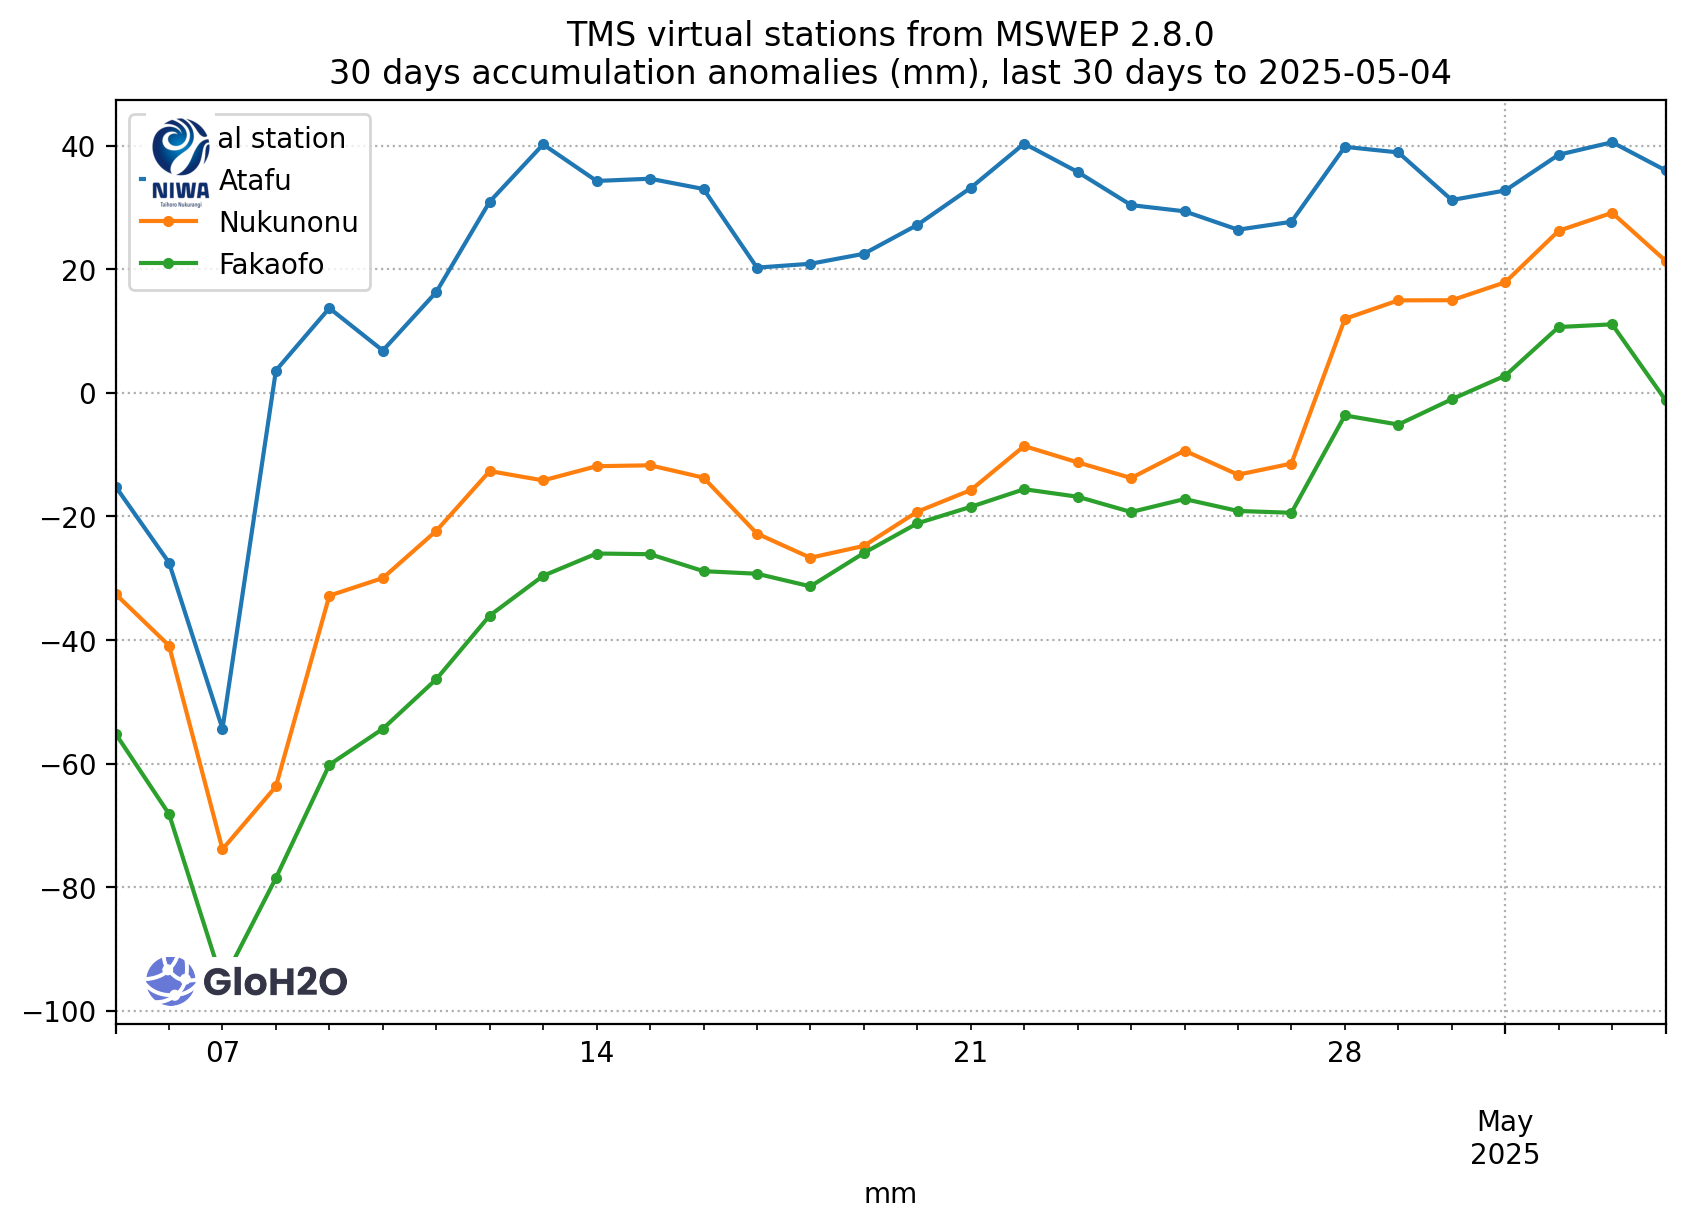 TMS virtual stations from MSWEP 2.8.0
30 days accumulation anomalies (mm), last 30 days to 2025-05-04
al station
Atafu
Nukunonu
Fakaofo
NIWA
Taihoro Nukurangi
40
20
0
−20
−40
−60
−80
−100
GloH2O
07
14
21
28
May
2025
mm